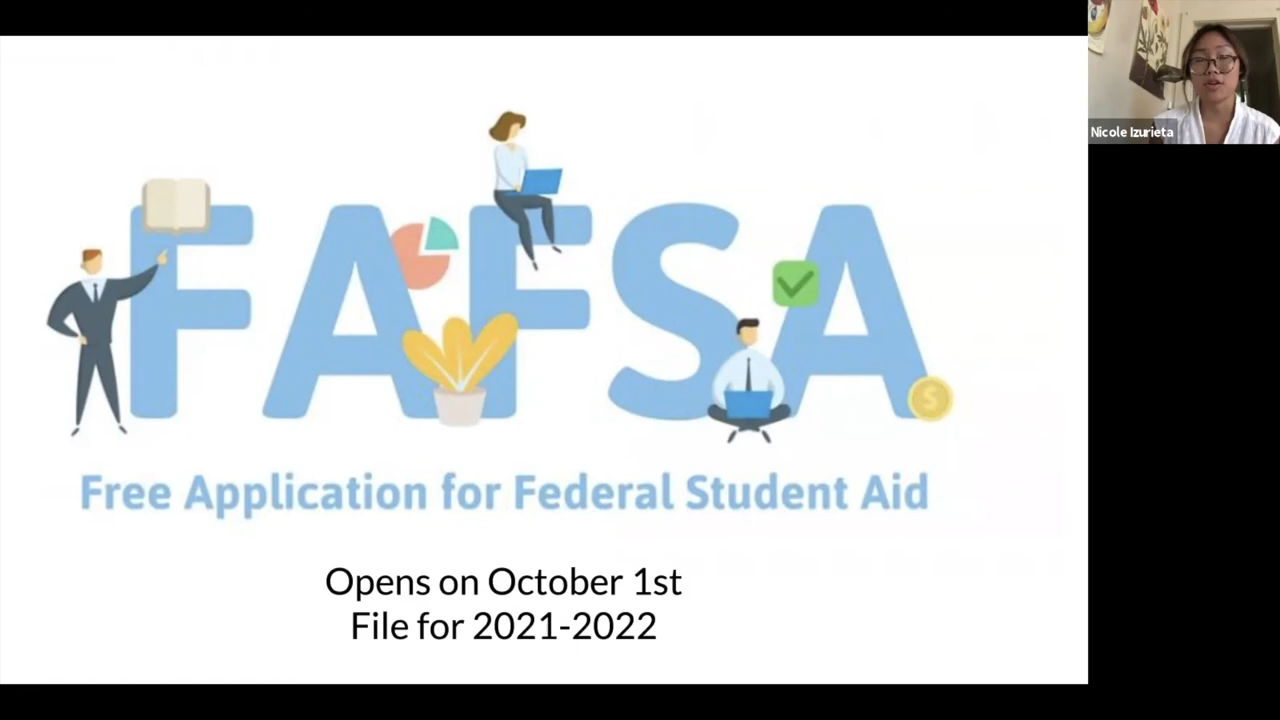 Nicole Izurieta
FAFSA
$
Free Application for Federal Student Aid
Opens on October 1st
File for 2021-2022